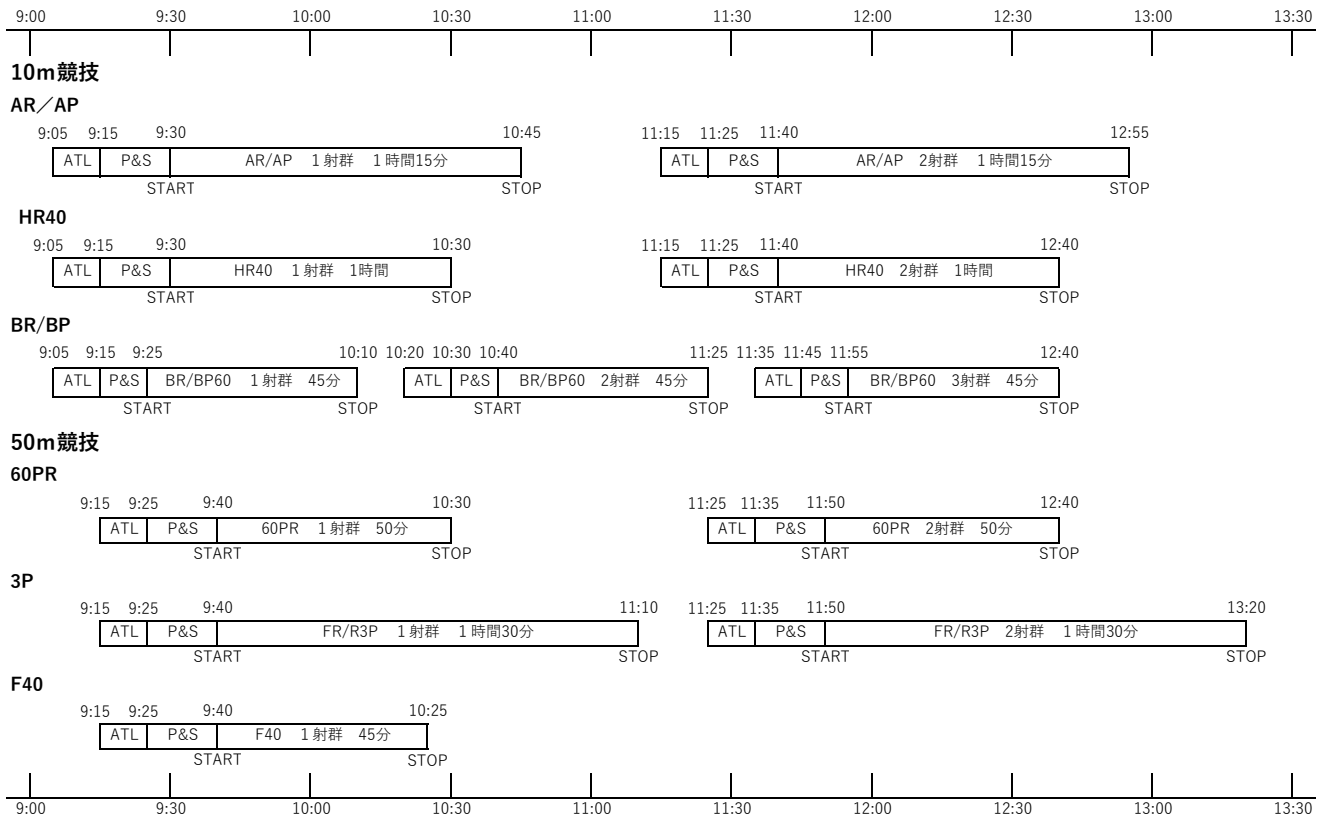 9:00 9:30 10:00 10:30 11:00 11:30 12:00 12:30 13:00 13:30
10m競技
AR／AP
9:05 9:15 9:30 10:45 11:15 11:25 11:40 12:55
ATL P&S AR/AP　1射群　1時間15分 ATL P&S AR/AP　2射群　1時間15分
START STOP START STOP
HR40
9:05 9:15 9:30 10:30 11:15 11:25 11:40 12:40
ATL P&S HR40　1射群　1時間 ATL P&S HR40　2射群　1時間
START STOP START STOP
BR/BP
9:05 9:15 9:25 10:10 10:20 10:30 10:40 11:25 11:35 11:45 11:55 12:40
ATL P&S BR/BP60　1射群　45分 ATL P&S BR/BP60　2射群　45分 ATL P&S BR/BP60　3射群　45分
START STOP START STOP START STOP
50m競技
60PR
9:15 9:25 9:40 10:30 11:25 11:35 11:50 12:40
ATL P&S 60PR　1射群　50分 ATL P&S 60PR　2射群　50分
START STOP START STOP
3P
9:15 9:25 9:40 11:10 11:25 11:35 11:50 13:20
ATL P&S FR/R3P　1射群　1時間30分 ATL P&S FR/R3P　2射群　1時間30分
START STOP START STOP
F40
9:15 9:25 9:40 10:25
ATL P&S F40　1射群　45分
START STOP
9:00 9:30 10:00 10:30 11:00 11:30 12:00 12:30 13:00 13:30